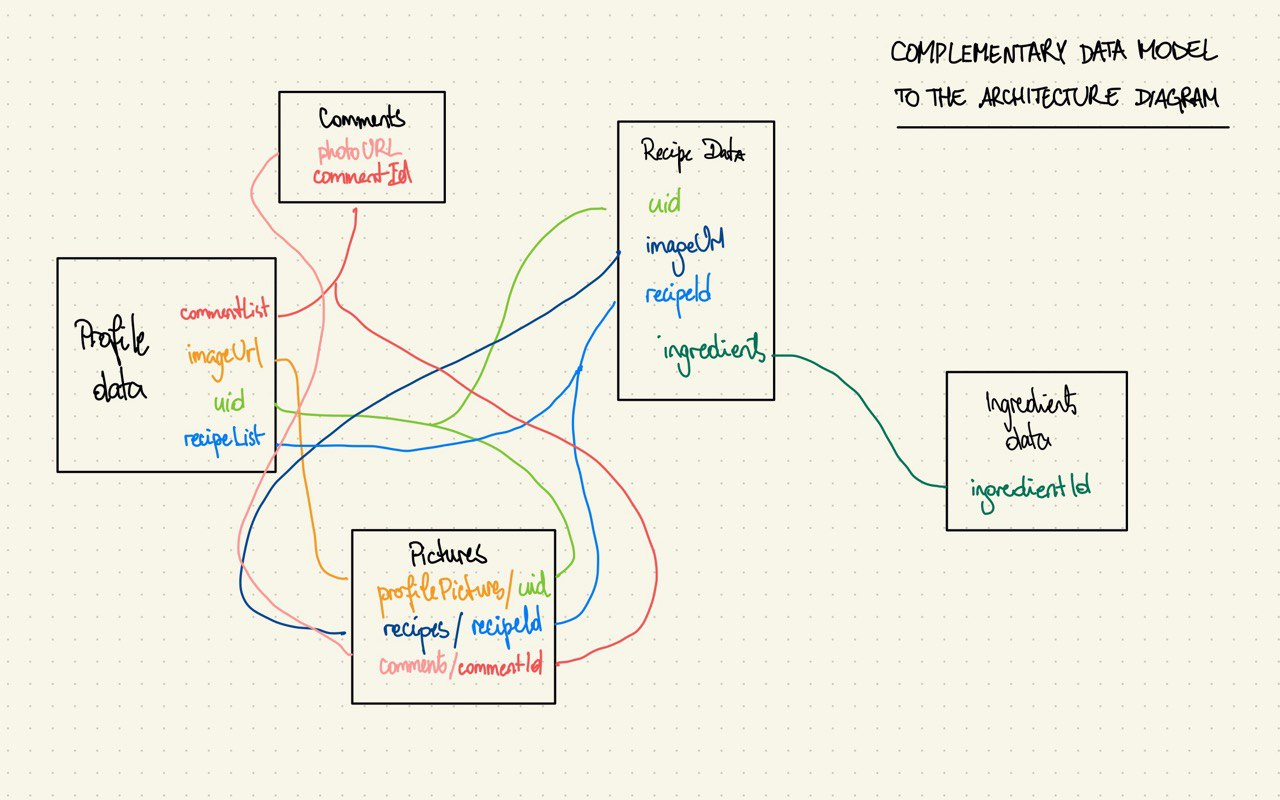 COMPLEMENTARY DATA MODEL
TO THE ARCHITECTURE DIAGRAM
Comments
photoURL
commentId
Recipe Data
uid
imageUrl
recipeId
ingredients
Profile
data
commentList
imageUrl
uid
recipeList
Ingredients
data
ingredientId
Pictures
profilePictures/uid
recipes/recipeId
comments/commentId